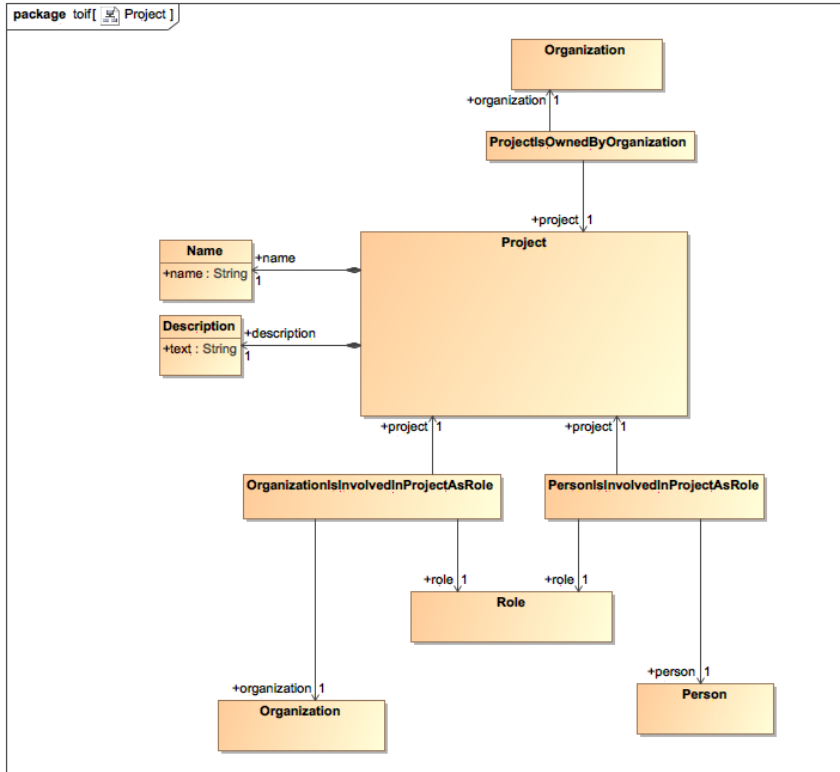 package toif[ Project ]
Organization
+organization 1
ProjectIsOwnedByOrganization
+project 1
Project
Name
+name : String
+name
1
Description
+text : String
+description
1
+project 1
+project 1
OrganizationIsInvolvedInProjectAsRole
PersonIsInvolvedInProjectAsRole
+role 1
+role 1
Role
+organization 1
Organization
+person 1
Person